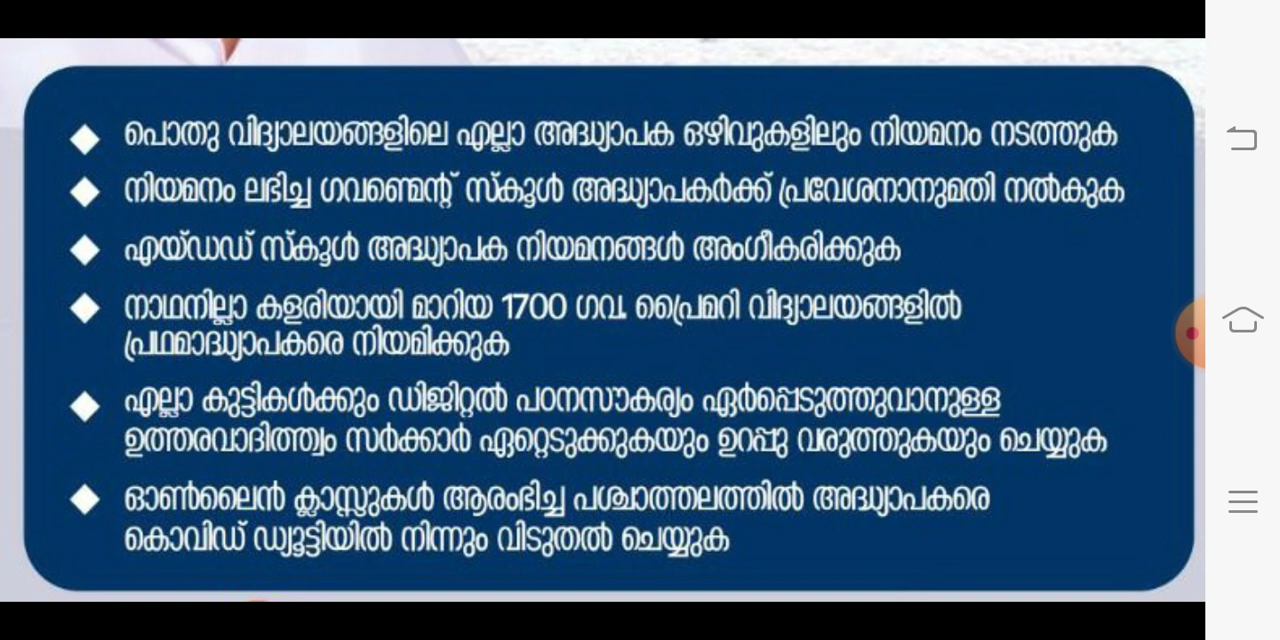 ◆ പൊതു വിദ്യാലയങ്ങളിലെ എല്ലാ അദ്ധ്യാപക ഒഴിവുകളിലും നിയമനം നടത്തുക
◆ നിയമനം ലഭിച്ച ഗവണ്മെന്റ് സ്കൂൾ അദ്ധ്യാപകർക്ക് പ്രവേശനാനുമതി നൽകുക
◆ എയ്ഡഡ് സ്കൂൾ അദ്ധ്യാപക നിയമനങ്ങൾ അംഗീകരിക്കുക
◆ നാഥനില്ലാ കളരിയായി മാറിയ 1700 ഗവ. പ്രൈമറി വിദ്യാലയങ്ങളിൽ
പ്രഥമാദ്ധ്യാപകരെ നിയമിക്കുക
◆ എല്ലാ കുട്ടികൾക്കും ഡിജിറ്റൽ പഠനസൗകര്യം ഏർപ്പെടുത്തുവാനുള്ള
ഉത്തരവാദിത്ത്വം സർക്കാർ ഏറ്റെടുക്കുകയും ഉറപ്പു വരുത്തുകയും ചെയ്യുക
◆ ഓൺലൈൻ ക്ലാസ്സുകൾ ആരംഭിച്ച പശ്ചാത്തലത്തിൽ അദ്ധ്യാപകരെ
കൊവിഡ് ഡ്യൂട്ടിയിൽ നിന്നും വിടുതൽ ചെയ്യുക